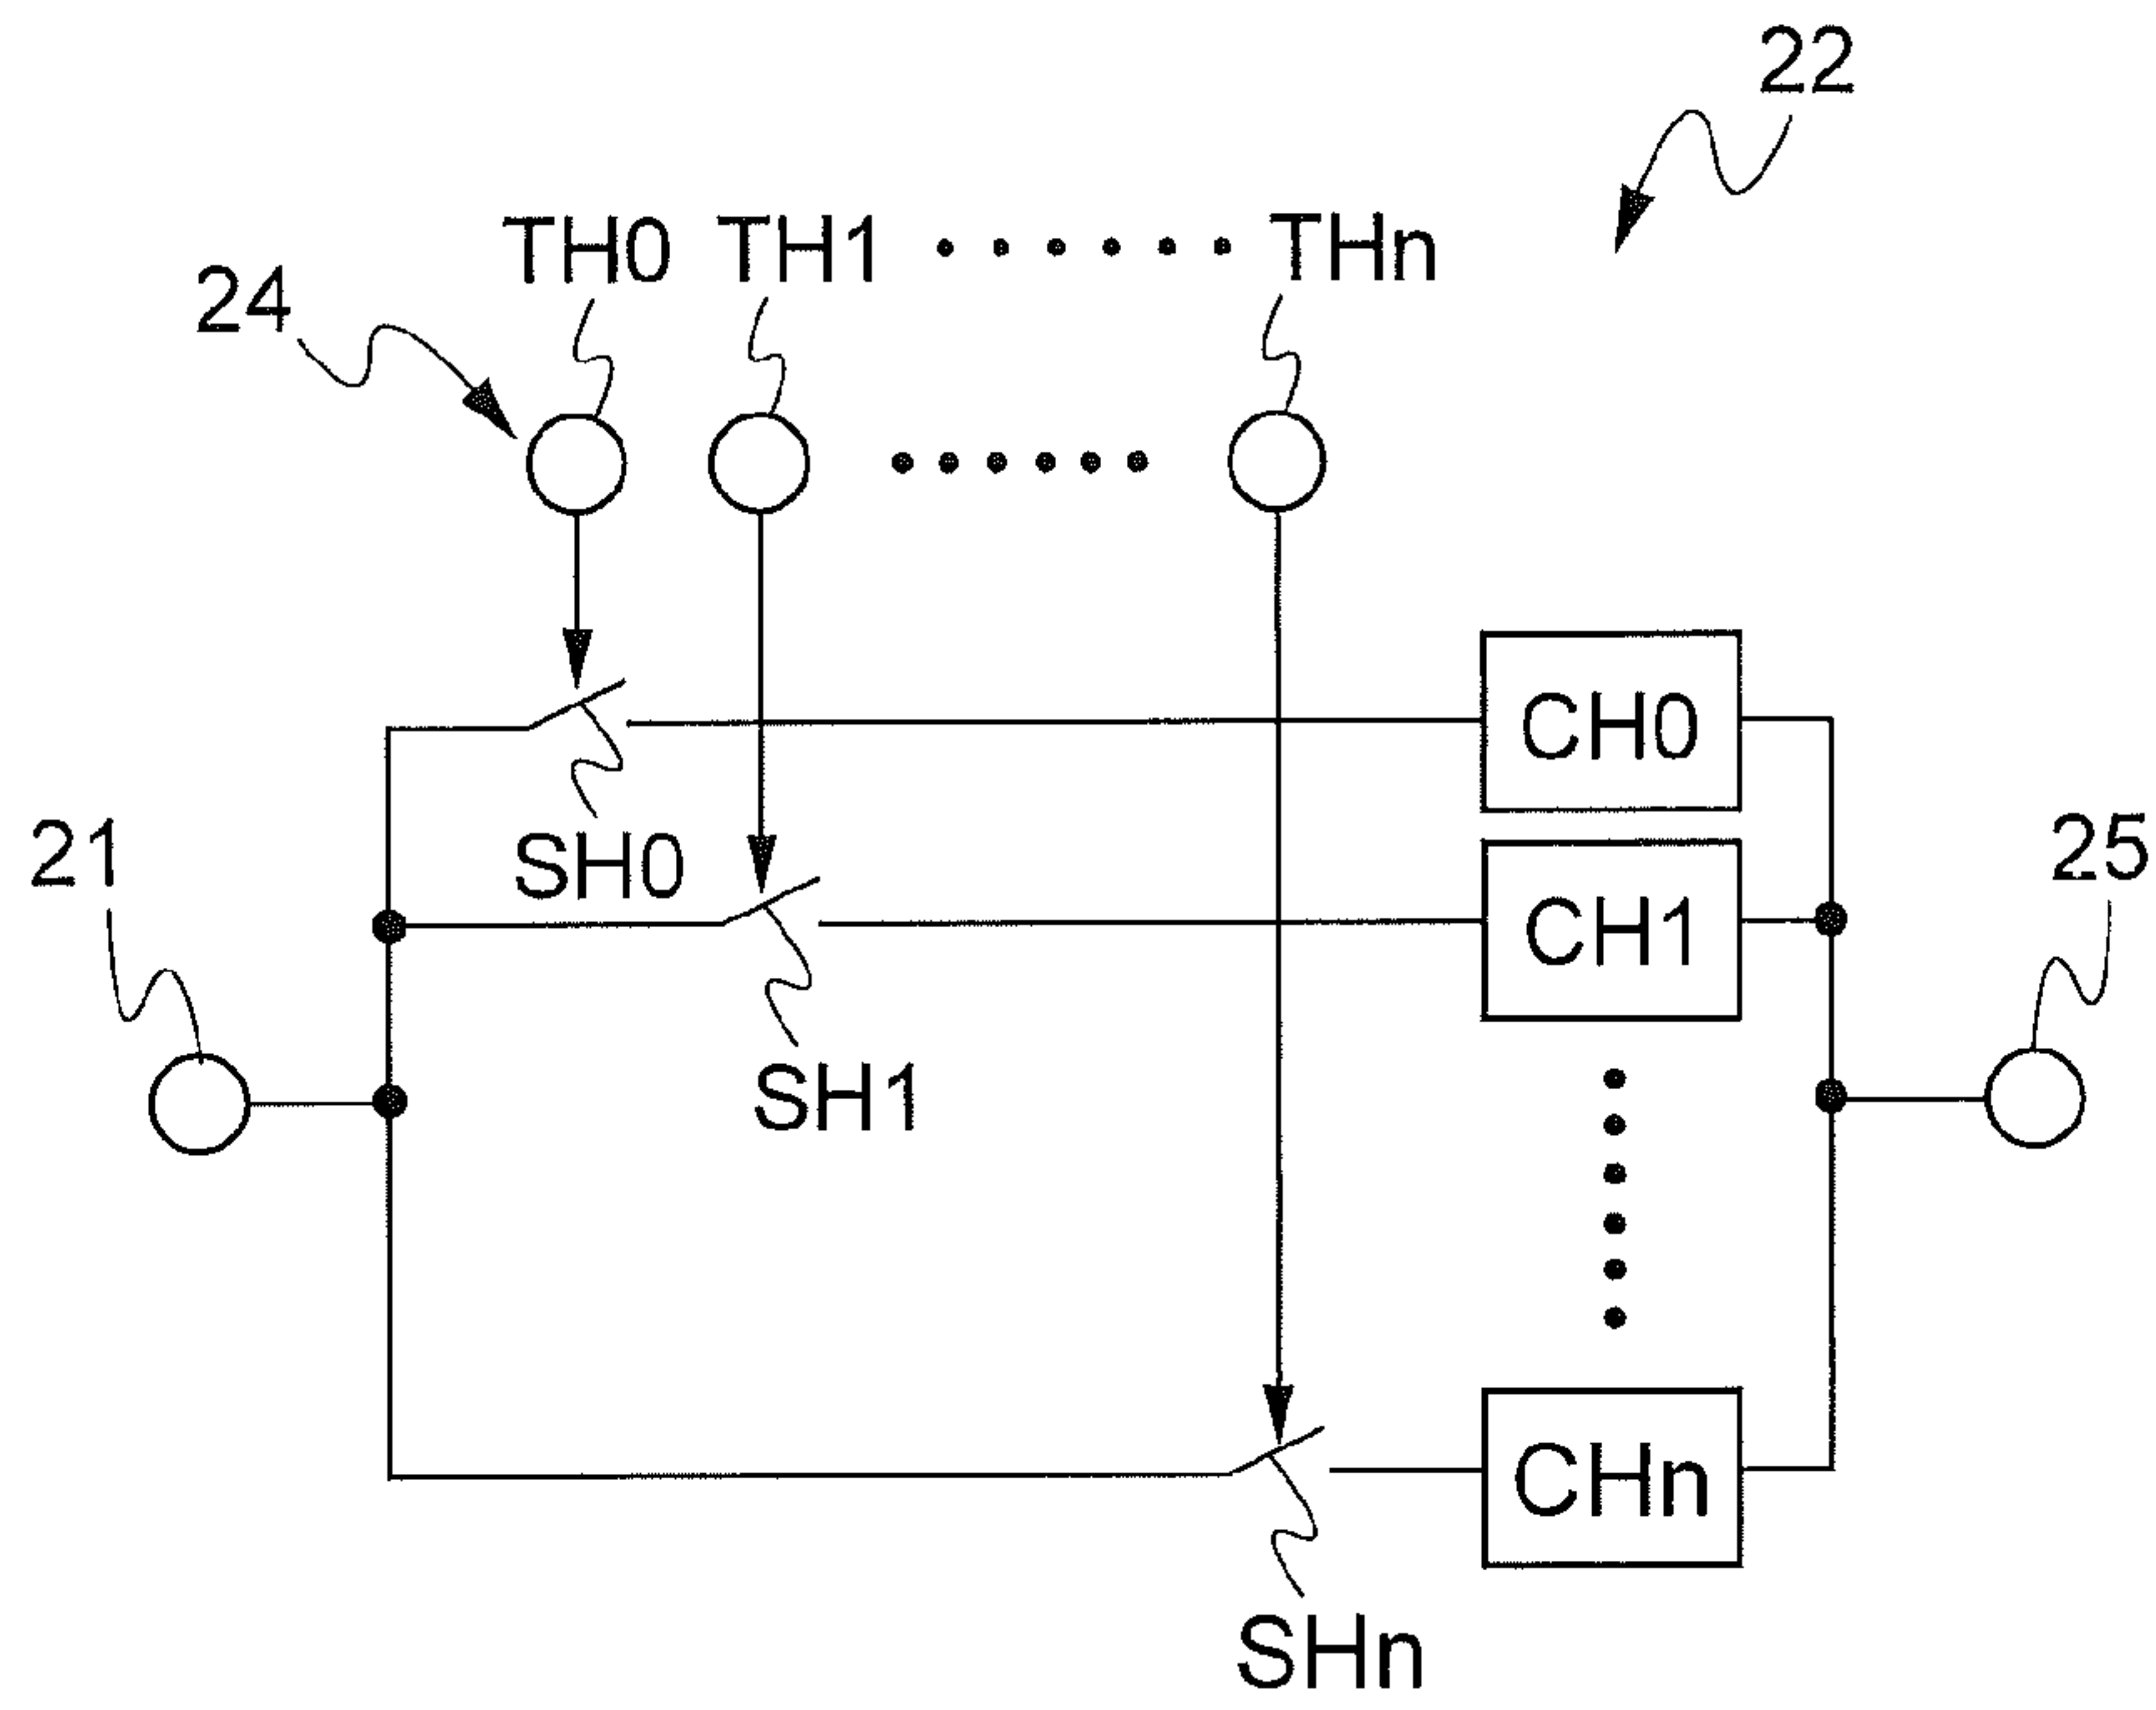 22
TH0 TH1 ...... THn
24
CH0
SH0
21
25
CH1
SH1
CHn
SHn